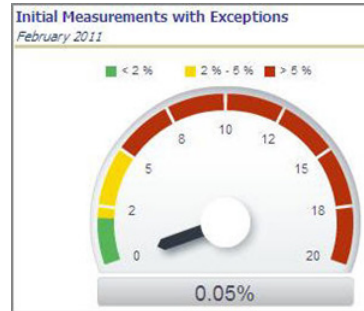 Initial Measurements with Exceptions
February 2011
< 2 % 2 % - 5 % > 5 %
10
8 12
5 15
2 18
0 20
0.05%